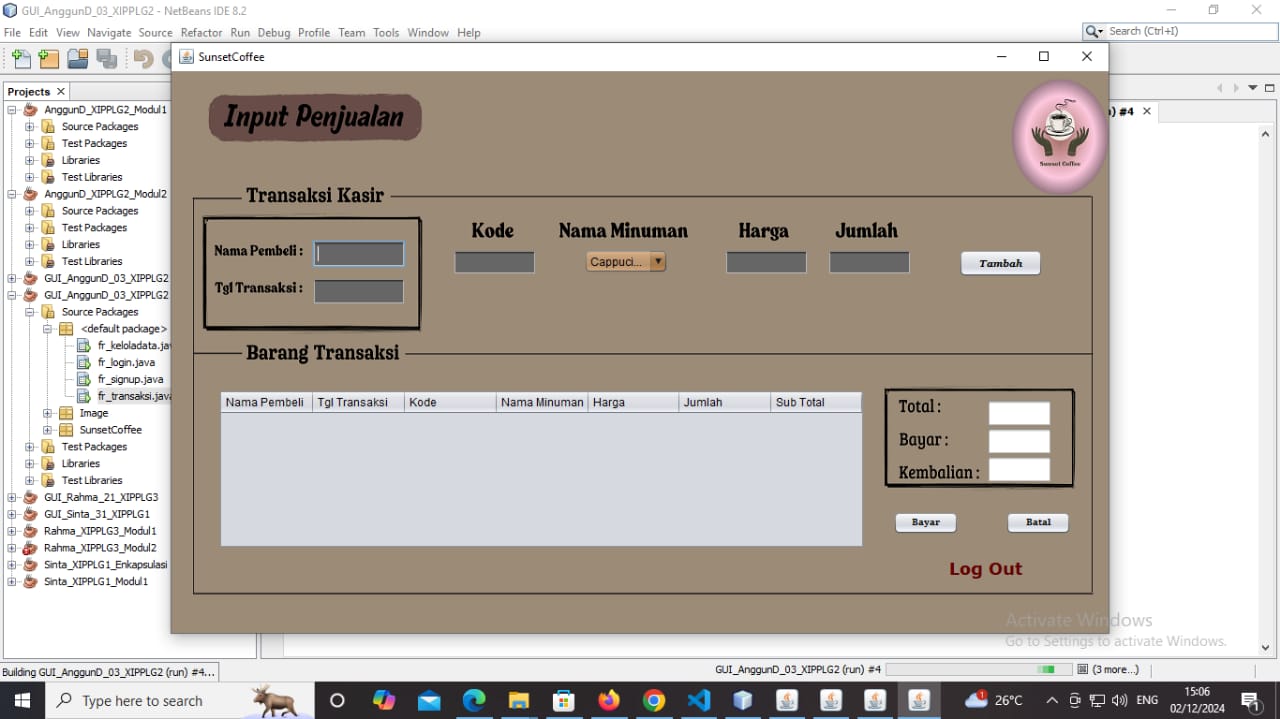 GUI_AnggunD_03_XIPPLG2 - NetBeans IDE 8.2
File Edit View Navigate Source Refactor Run Debug Profile Team Tools Window Help
Search (Ctrl+I)
SunsetCoffee
Projects
#4
AnggunD_XIPPLG2_Modul1
Source Packages
Test Packages
Libraries
Test Libraries
AnggunD_XIPPLG2_Modul2
Source Packages
Test Packages
Libraries
Test Libraries
GUI_AnggunD_03_XIPPLG2
GUI_AnggunD_03_XIPPLG2
Source Packages
<default package>
fr_keloladata.jav
fr_login.java
fr_signup.java
fr_transaksi.java
Image
SunsetCoffee
Test Packages
Libraries
Test Libraries
GUI_Rahma_21_XIPPLG3
GUI_Sinta_31_XIPPLG1
Rahma_XIPPLG3_Modul1
Rahma_XIPPLG3_Modul2
Sinta_XIPPLG1_Enkapsulasi
Sinta_XIPPLG1_Modul1
Input Penjualan
Sunset Coffee
Transaksi Kasir
Nama Pembeli :
Tgl Transaksi :
Kode Nama Minuman Harga Jumlah
Cappuci...
Tambah
Barang Transaksi
Nama Pembeli Tgl Transaksi Kode Nama Minuman Harga Jumlah Sub Total
Total :
Bayar :
Kembalian :
Bayar Batal
Log Out
Activate Windows
Go to Settings to activate Windows.
Building GUI_AnggunD_03_XIPPLG2 (run) #4...
GUI_AnggunD_03_XIPPLG2 (run) #4
(3 more...)
Type here to search
1
26°C
ENG
15:06
02/12/2024
1